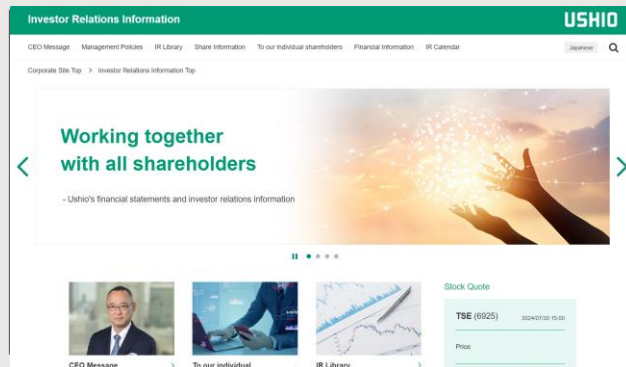 Investor Relations Information
USHIO
CEO Message Management Policies IR Library Share Information To our individual shareholders Financial Information IR Calendar
Japanese
Corporate Site Top > Investor Relations Information Top
Working together
with all shareholders
- Ushio's financial statements and investor relations information
Stock Quote
TSE (6925) 2024/07/30 15:00
Price
CEO Message > To our individual > IR Library >